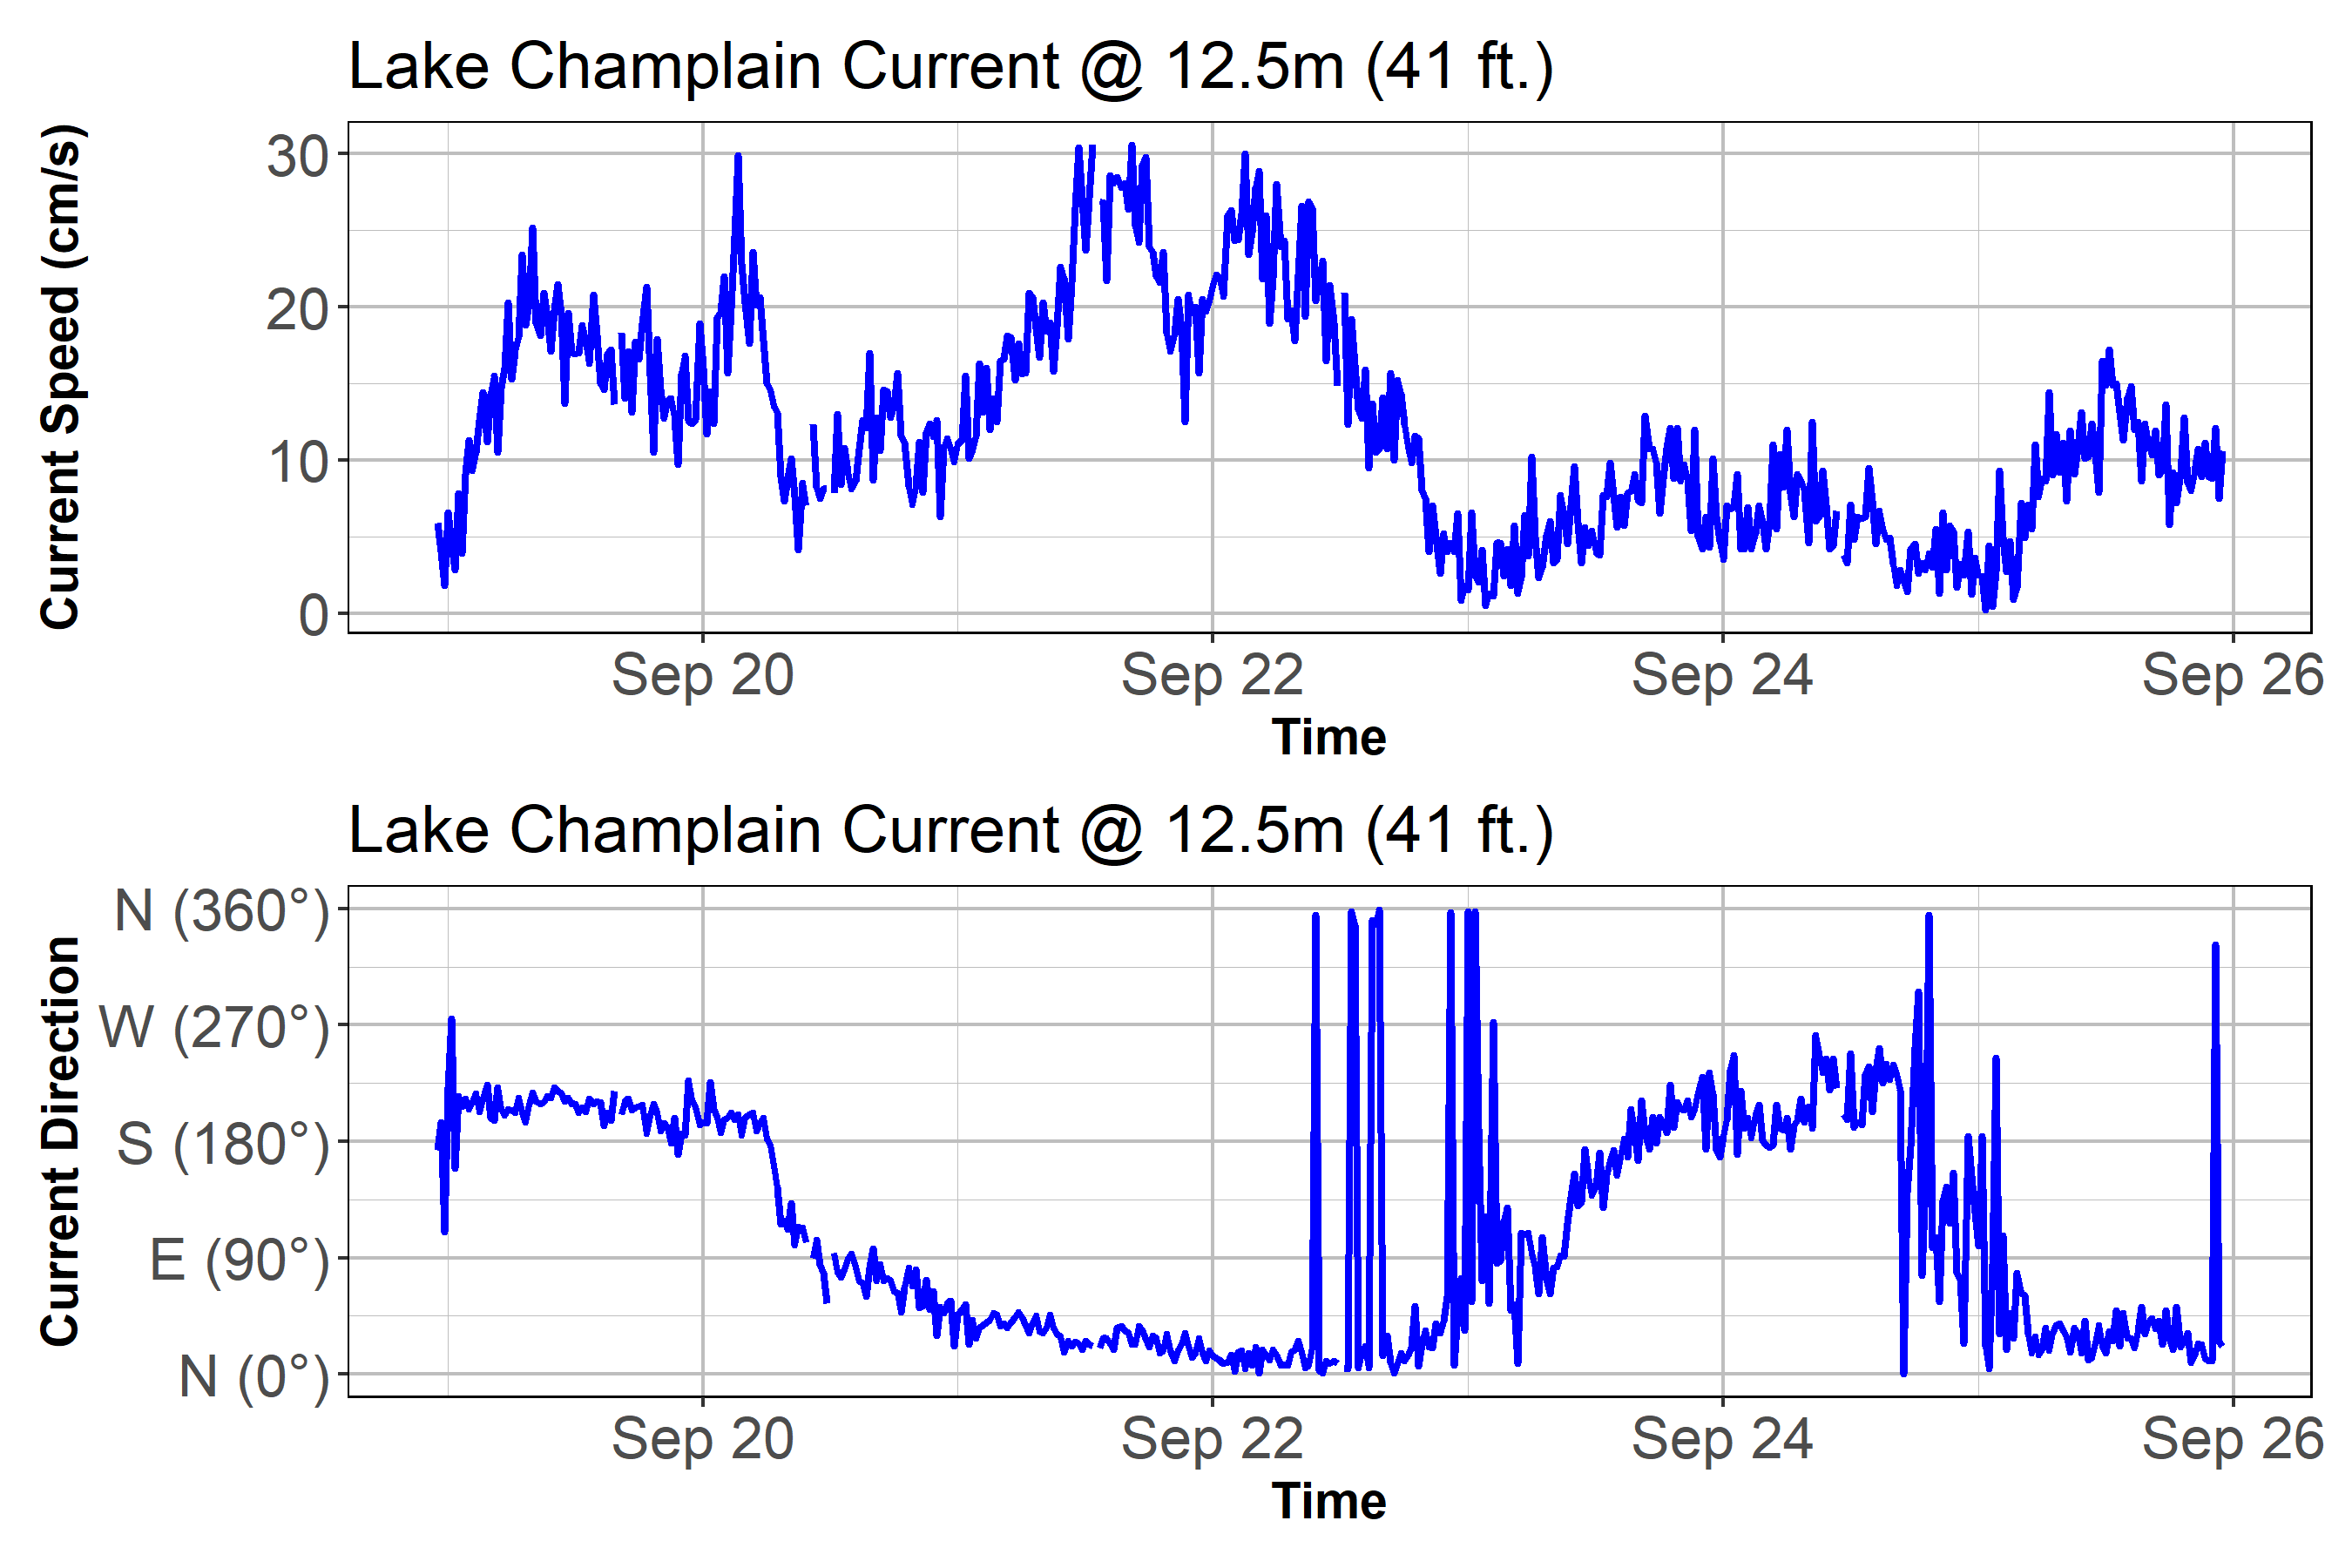 Lake Champlain Current @ 12.5m (41 ft.)
Current Speed (cm/s)
30
20
10
0
Sep 20 Sep 22 Sep 24 Sep 26
Time
Lake Champlain Current @ 12.5m (41 ft.)
Current Direction
N (360°)
W (270°)
S (180°)
E (90°)
N (0°)
Sep 20 Sep 22 Sep 24 Sep 26
Time